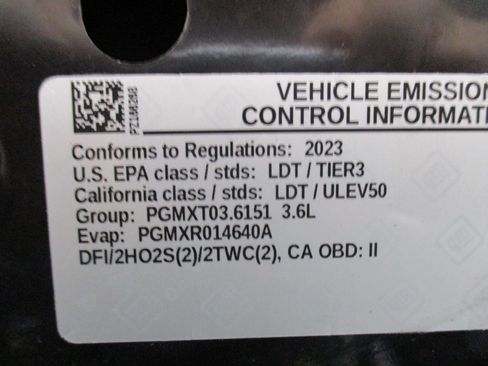 VEHICLE EMISSION
CONTROL INFORMAT
Conforms to Regulations: 2023
U.S. EPA class / stds: LDT / TIER3
California class / stds: LDT / ULEV50
Group: PGMXT03.6151 3.6L
Evap: PGMXR014640A
DFI/2HO2S(2)/2TWC(2), CA OBD: II